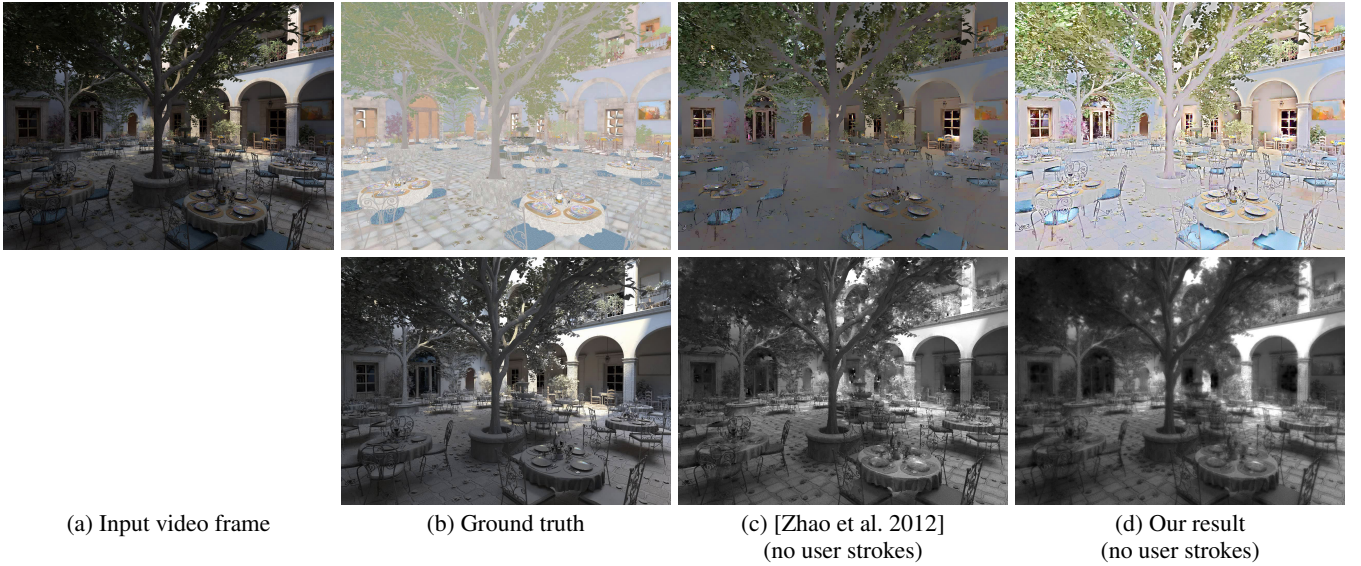 (a) Input video frame
(b) Ground truth
(c) [Zhao et al. 2012]
(no user strokes)
(d) Our result
(no user strokes)